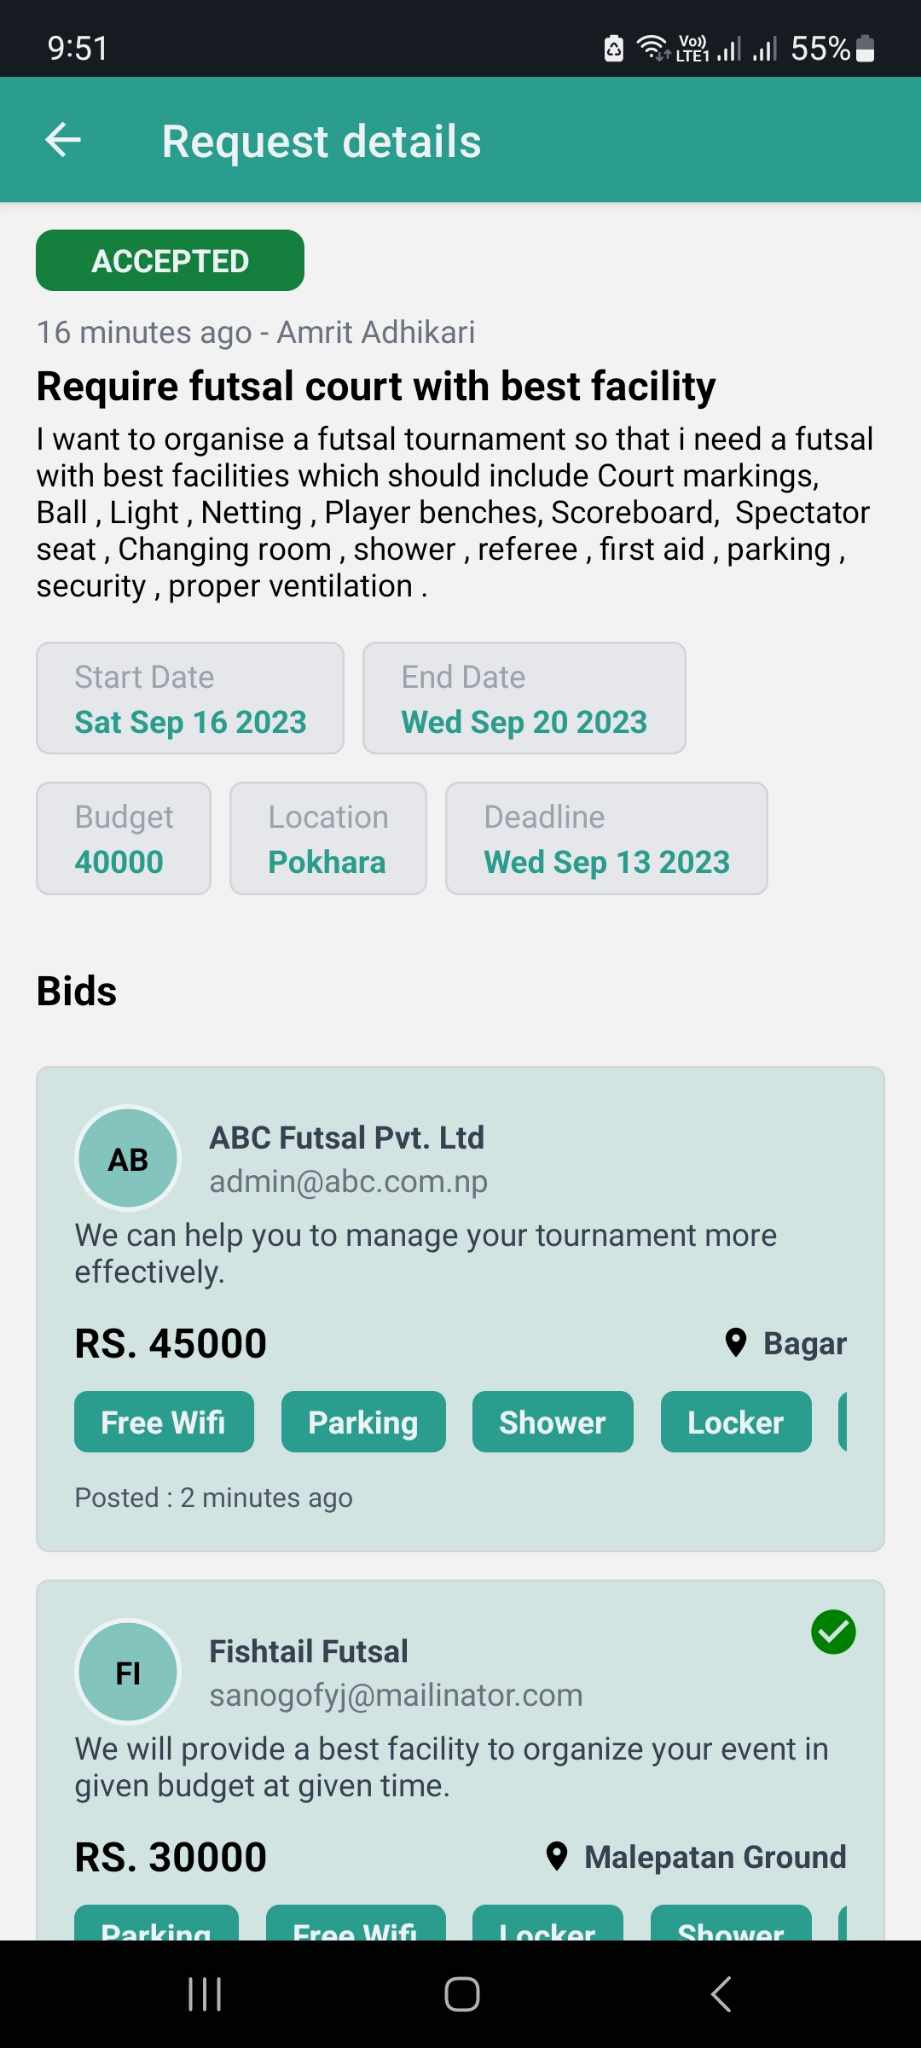 9:51
Vo))
LTE1
55%
Request details
ACCEPTED
16 minutes ago - Amrit Adhikari
Require futsal court with best facility
I want to organise a futsal tournament so that i need a futsal
with best facilities which should include Court markings,
Ball , Light , Netting , Player benches, Scoreboard,  Spectator
seat , Changing room , shower , referee , first aid , parking ,
security , proper ventilation .
Start Date
Sat Sep 16 2023
End Date
Wed Sep 20 2023
Budget
40000
Location
Pokhara
Deadline
Wed Sep 13 2023
Bids
AB
ABC Futsal Pvt. Ltd
admin@abc.com.np
We can help you to manage your tournament more
effectively.
RS. 45000
Bagar
Free Wifi
Parking
Shower
Locker
Posted : 2 minutes ago
FI
Fishtail Futsal
sanogofyj@mailinator.com
We will provide a best facility to organize your event in
given budget at given time.
RS. 30000
Malepatan Ground
Parking
Free Wifi
Locker
Shower